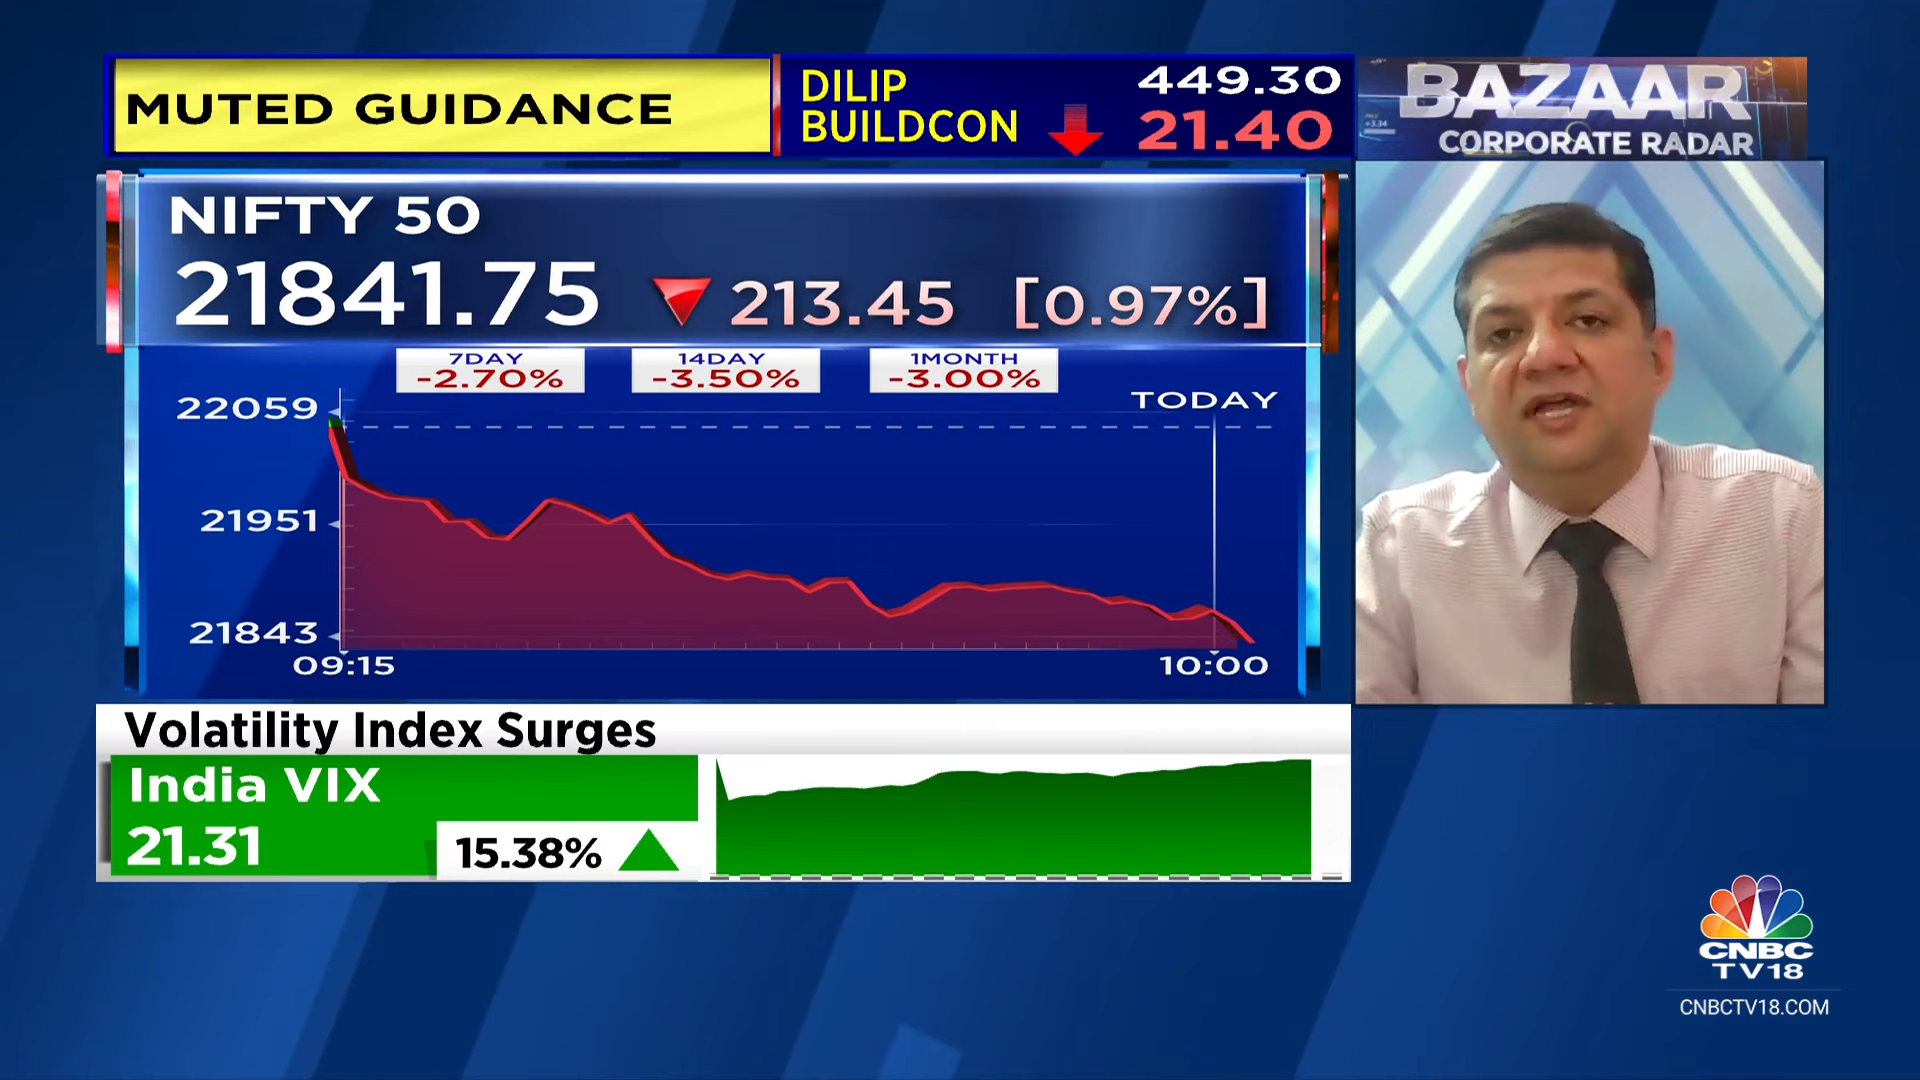 MUTED GUIDANCE
DILIP
BUILDCON
449.30
21.40
BAZAAR
CORPORATE RADAR
+3.34
NIFTY 50
21841.75 213.45 [0.97%]
7DAY
-2.70%
14DAY
-3.50%
1MONTH
-3.00%
TODAY
22059
21951
21843
09:15
10:00
Volatility Index Surges
India VIX
21.31
15.38%
CNBC
TV18
CNBCTV18.COM